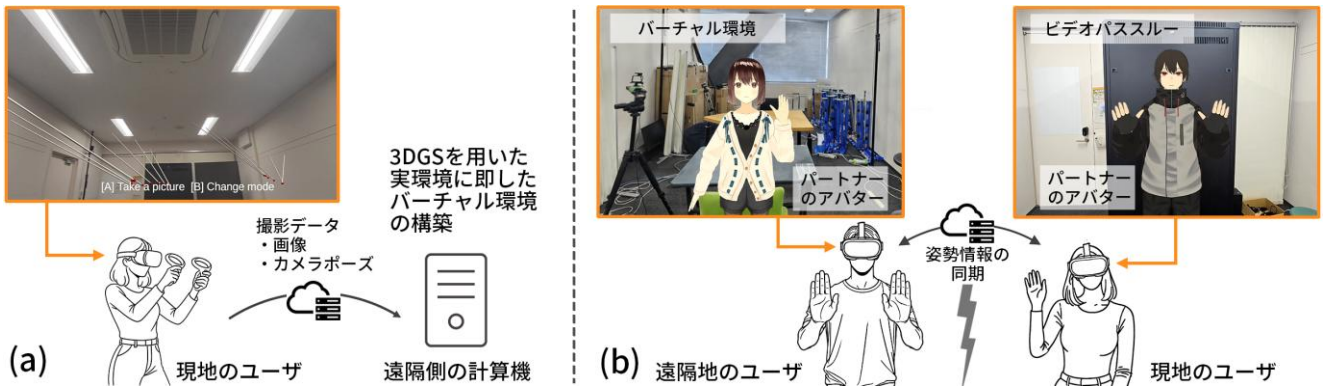 [A] Take a picture [B] Change mode
撮影データ
・画像
・カメラポーズ
3DGSを用いた
実環境に即した
バーチャル環境
の構築
(a)
現地のユーザ
遠隔側の計算機
バーチャル環境
パートナー
のアバター
ビデオパススルー
パートナー
のアバター
姿勢情報の
同期
(b)
遠隔地のユーザ
現地のユーザ